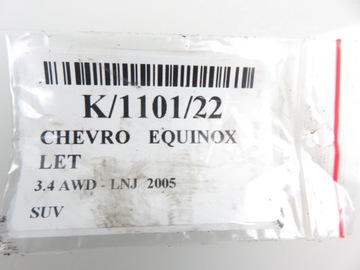 K/1101/22
CHEVRO EQUINOX
LET
3.4 AWD - LNJ 2005
SUV